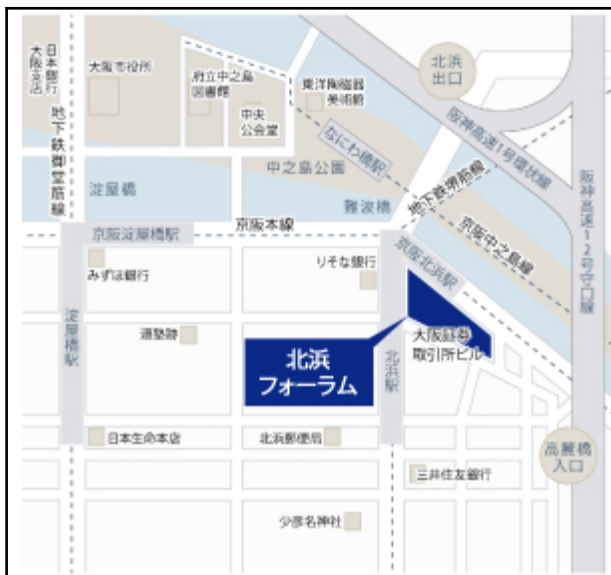 日本銀行
大阪支店
大阪市役所
府立中之島
図書館
中央
公会堂
東洋陶磁器
美術館
北浜
出口
阪神高速1号環状線
なにわ橋駅
地下鉄御堂筋線
中之島公園
地下鉄堺筋線
阪神高速12号守口線
淀屋橋
難波橋
京阪本線
京阪中之島線
京阪淀屋橋駅
京阪北浜駅
みずほ銀行
りそな銀行
淀屋橋駅
適塾跡
北浜
フォーラム
大阪証券
取引所ビル
北浜駅
日本生命本店
北浜郵便局
高麗橋
入口
三井住友銀行
少彦名神社